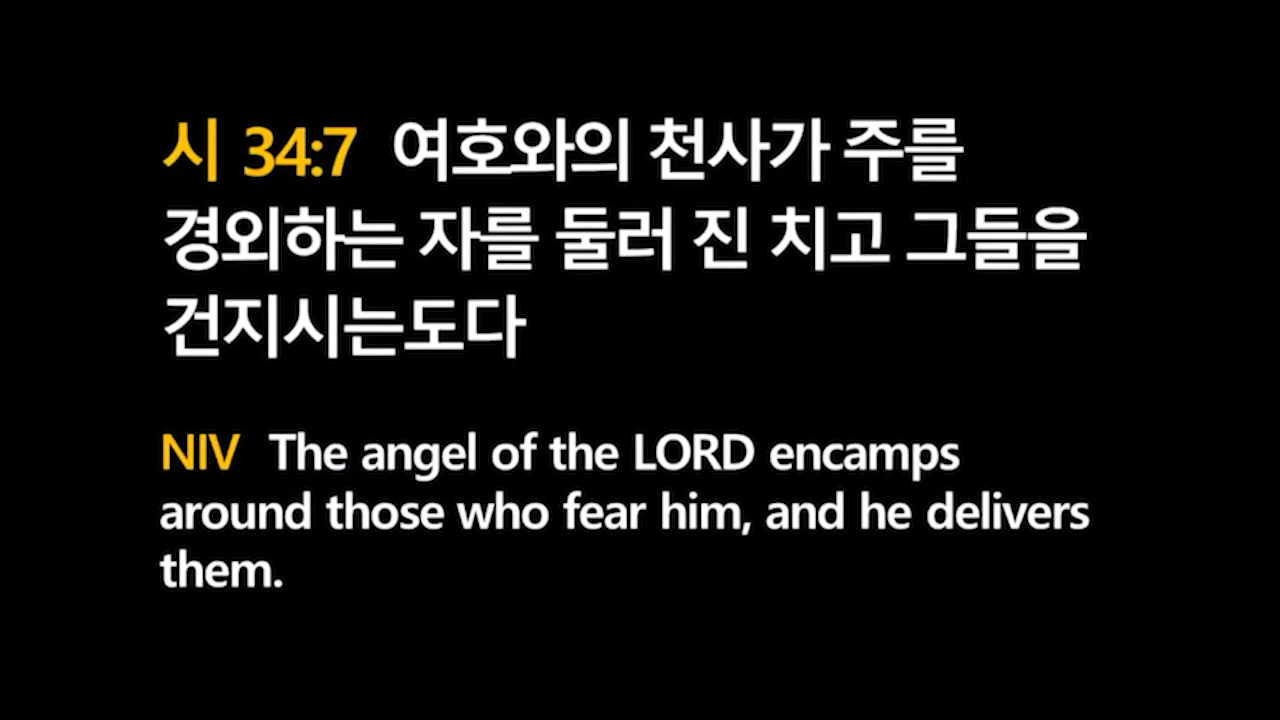 시 34:7 여호와의 천사가 주를
경외하는 자를 둘러 진 치고 그들을
건지시는도다
NIV The angel of the LORD encamps
around those who fear him, and he delivers
them.